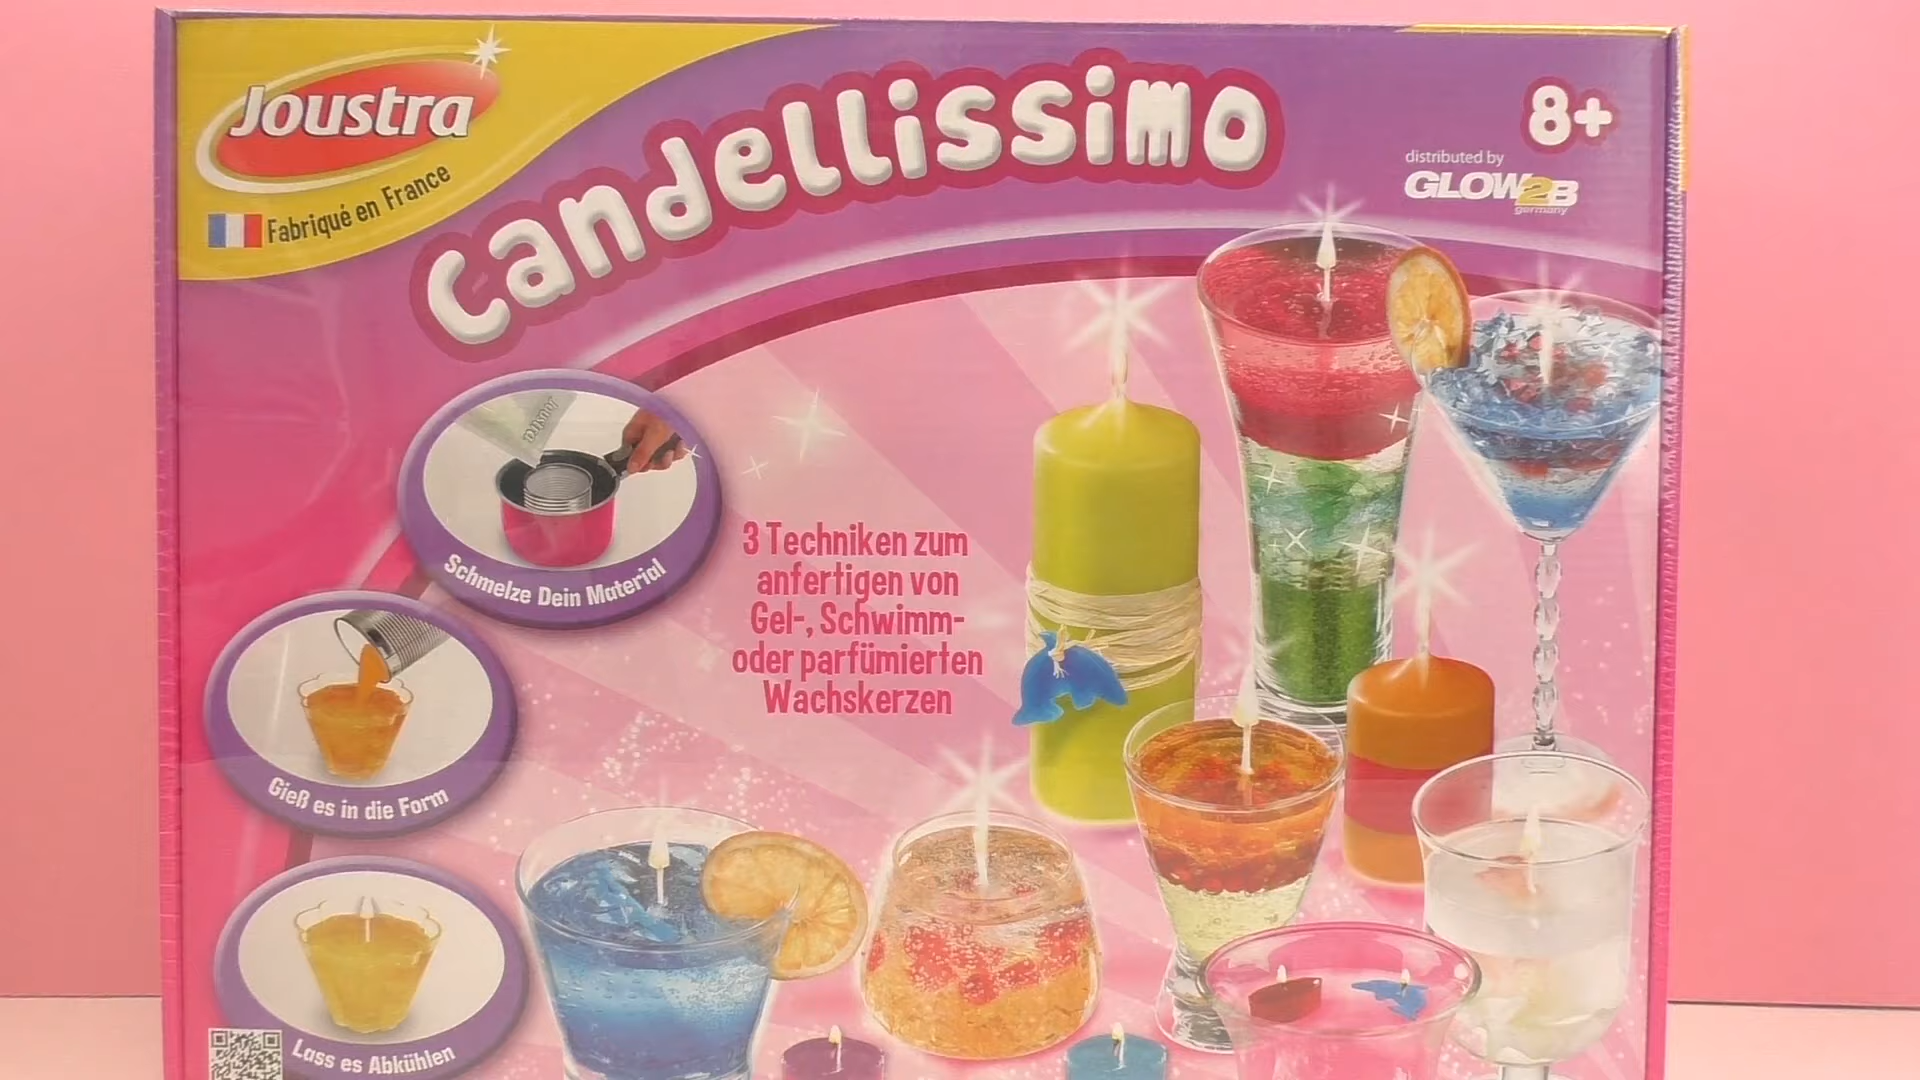 Joustra
Fabriqué en France
Candellissimo
8+
distributed by
GLOW2B
germany
JOUSTRA
Schmelze Dein Material
3 Techniken zum
anfertigen von
Gel-, Schwimm-
oder parfümierten
Wachskerzen
Gieß es in die Form
Lass es Abkühlen